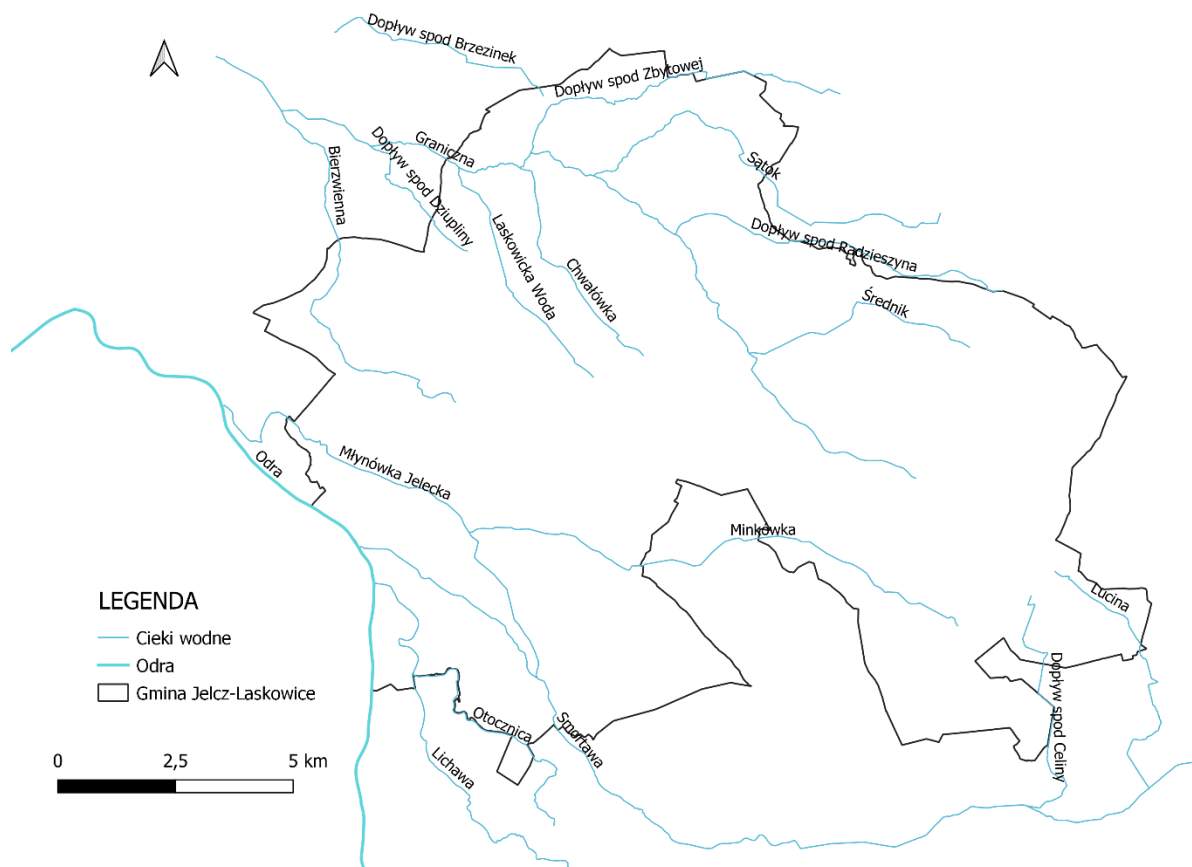 Dopływ spod Brzezinek
Dopływ spod Zbytowej
Graniczna
Dopływ spod Dziupliny
Bierzwienna
Sątok
Laskowicka Woda
Chwałówka
Dopływ spod Radzieszyna
Średnik
Młynówka Jelecka
Odra
Minkówka
Lucina
LEGENDA
Cieki wodne
Odra
Gmina Jelcz-Laskowice
Dopływ spod Celiny
Otocznica
Smortawa
Lichawa
0 2,5 5 km